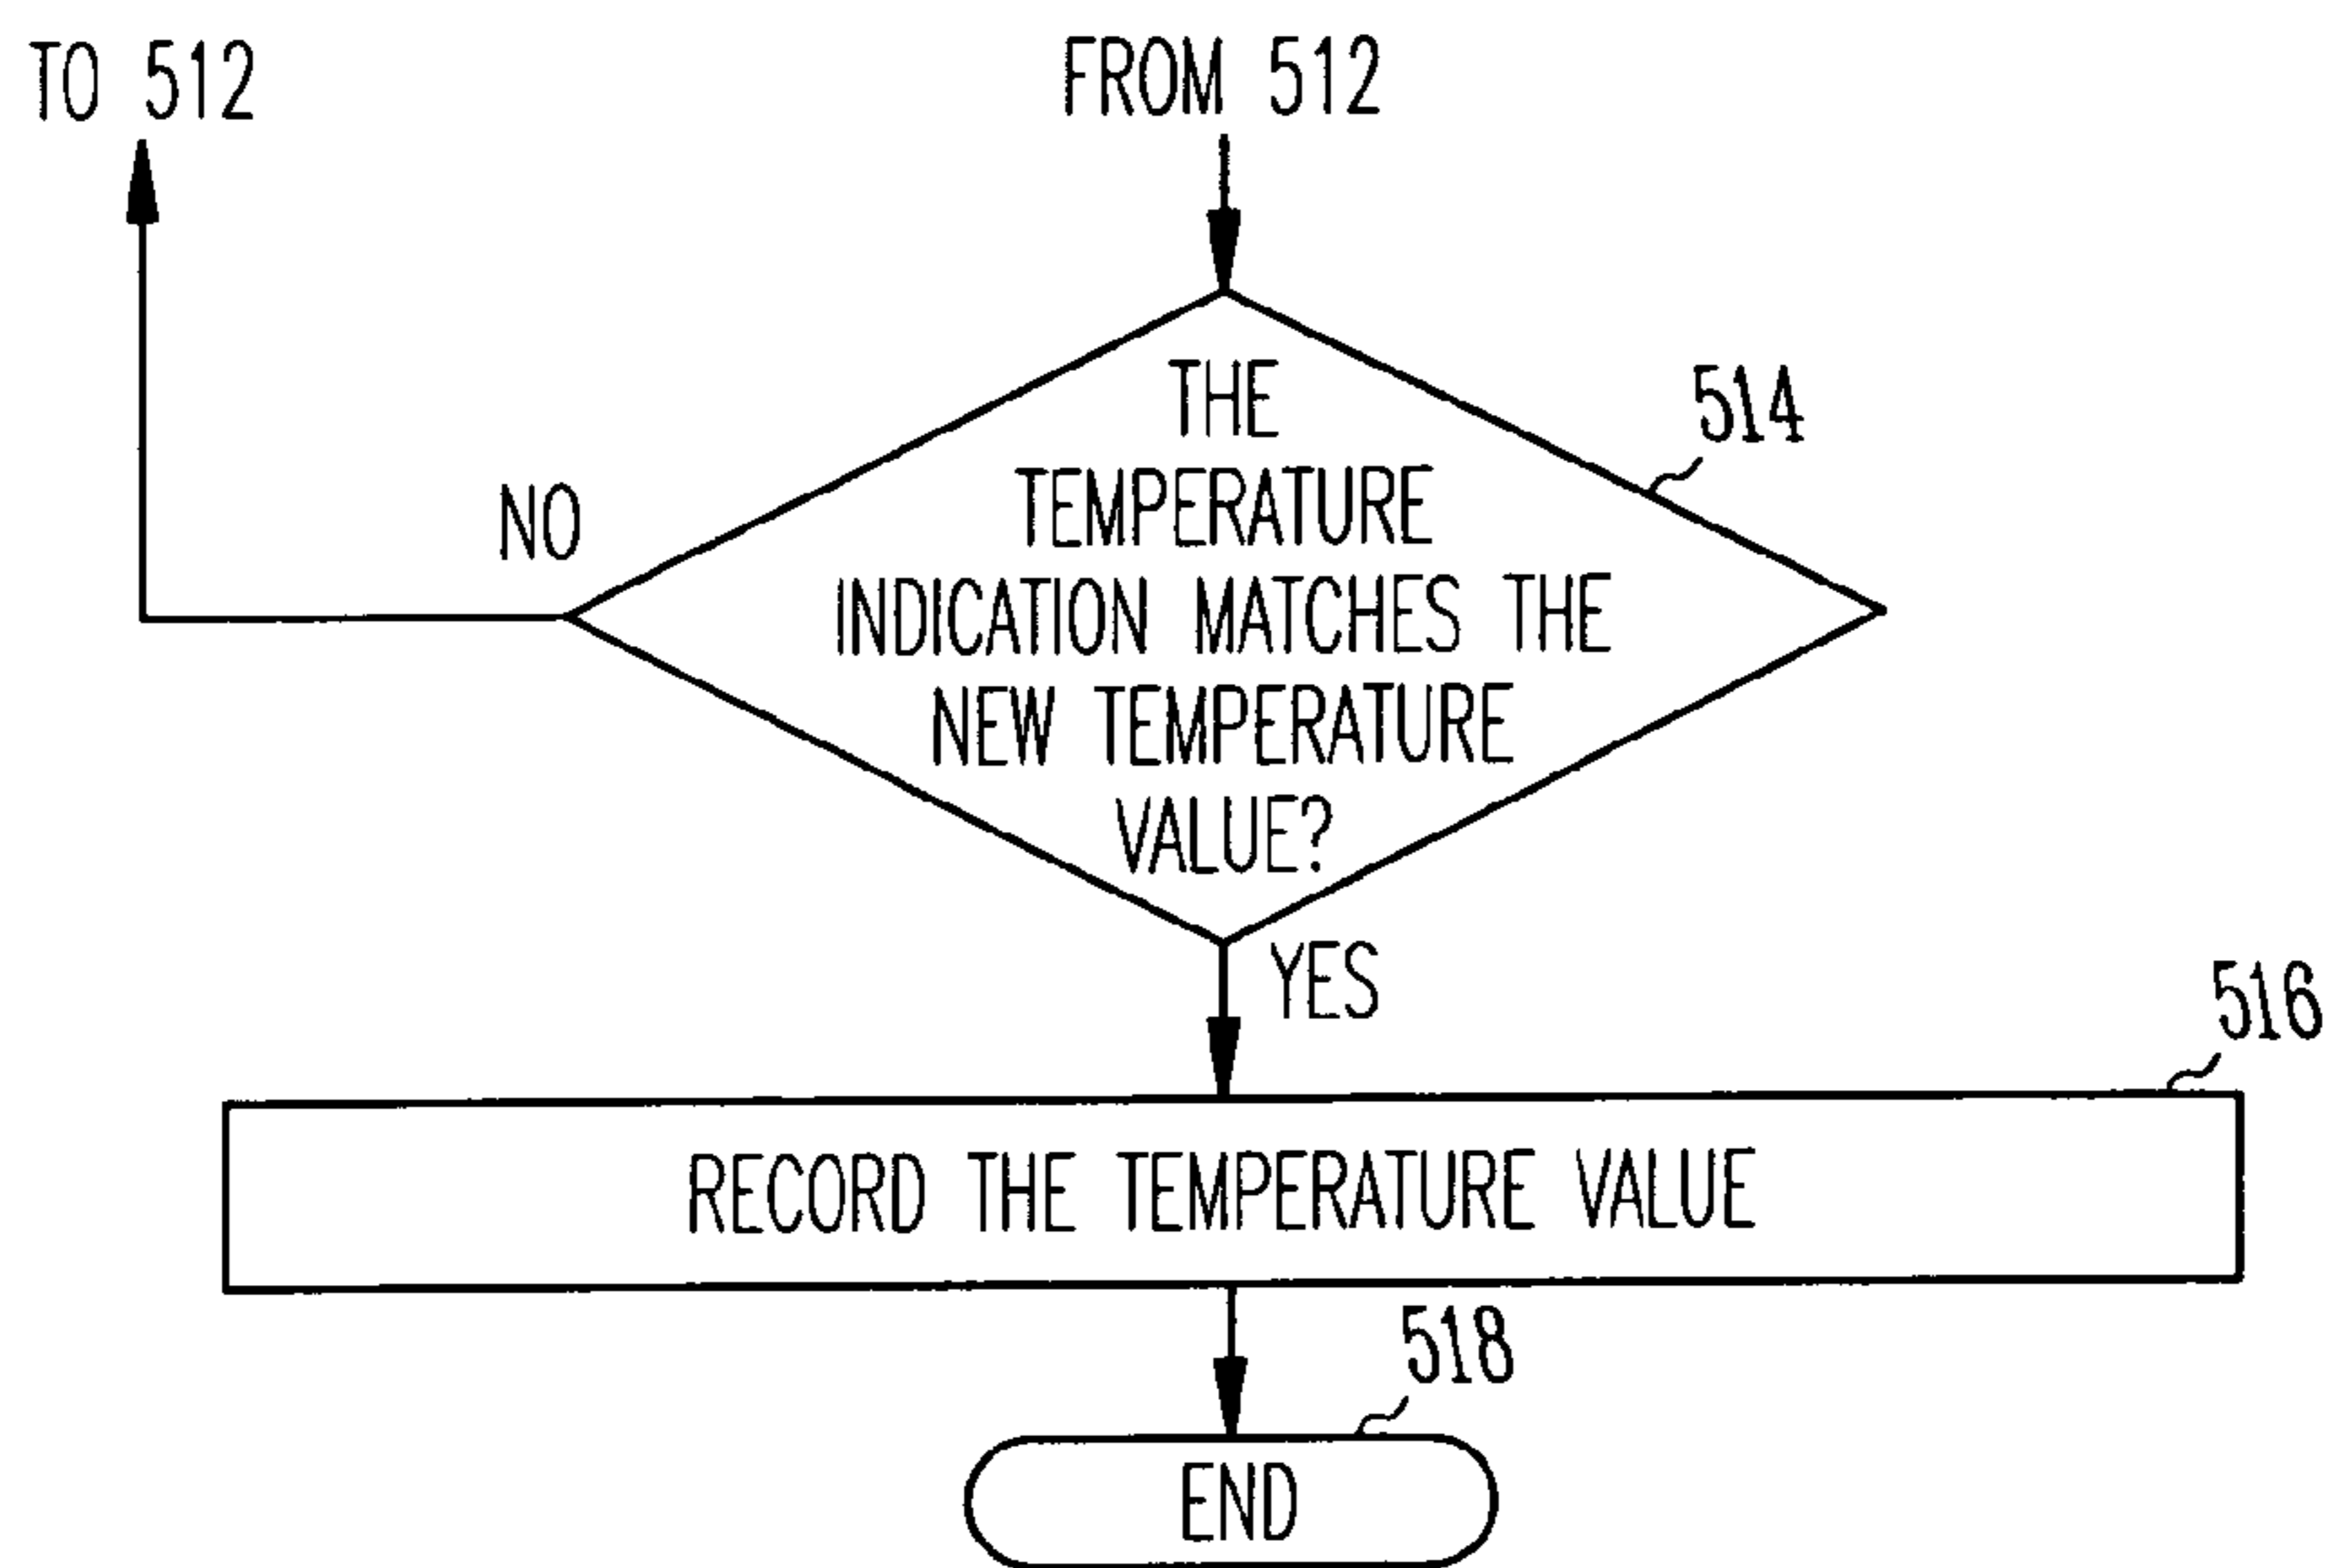 TO 512
FROM 512
THE
TEMPERATURE
INDICATION MATCHES THE
NEW TEMPERATURE
VALUE?
514
NO
YES
516
RECORD THE TEMPERATURE VALUE
518
END